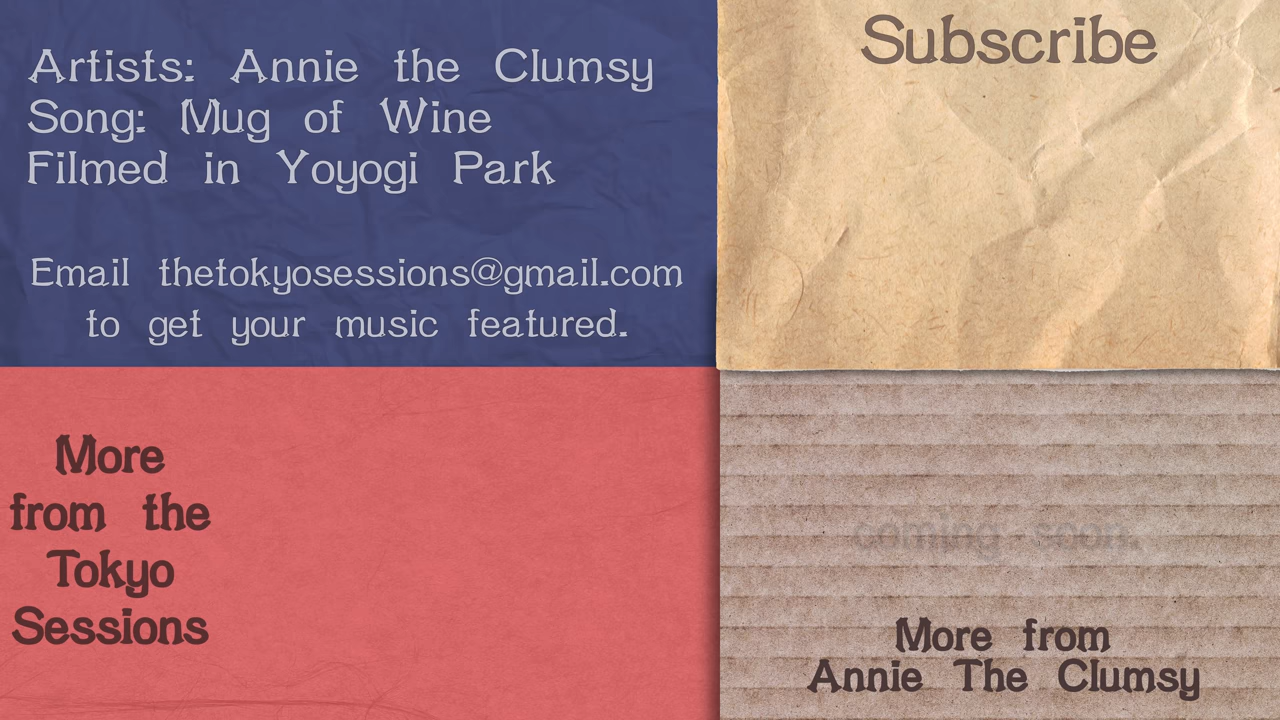 Artists: Annie the Clumsy
Song: Mug of Wine
Filmed in Yoyogi Park
Email thetokyosessions@gmail.com
to get your music featured.
Subscribe
More
from the
Tokyo
Sessions
coming soon.
More from
Annie The Clumsy